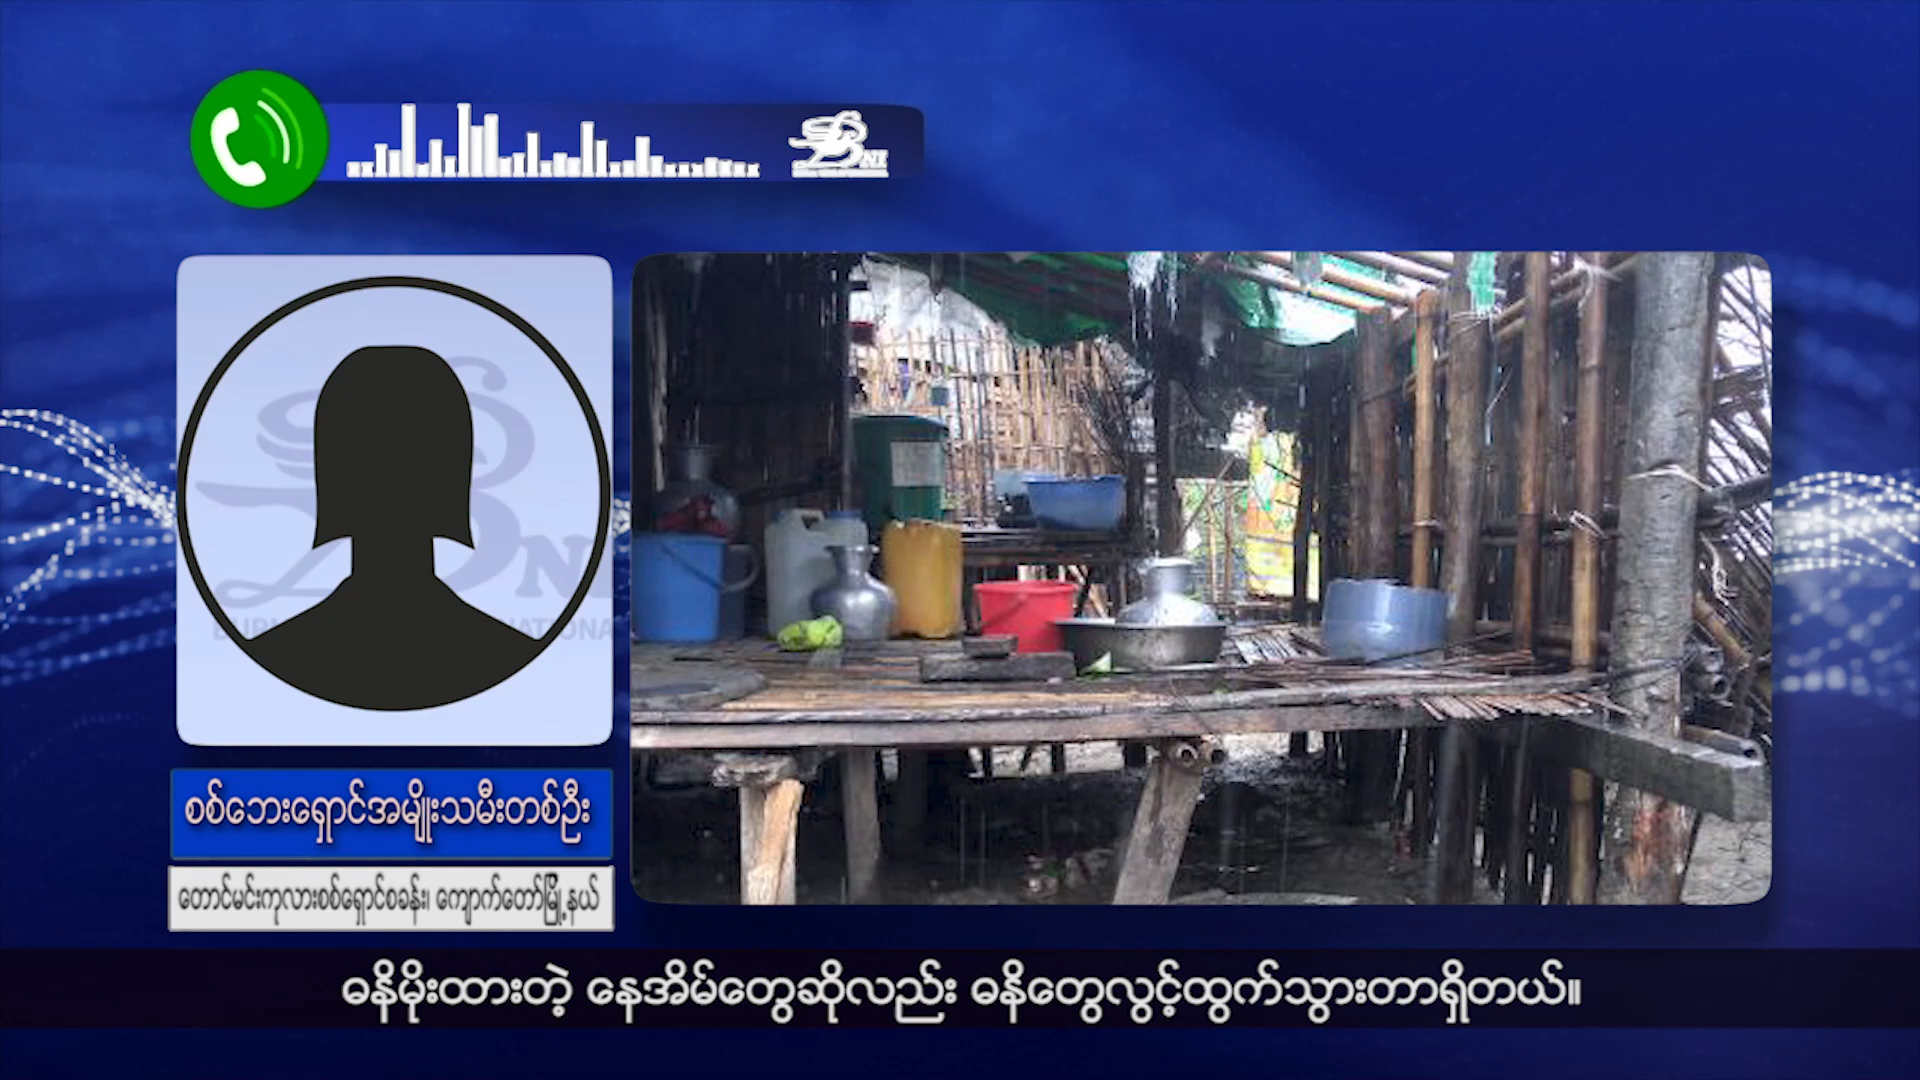 BNI
စစ်ဘေးရှောင်အမျိုးသမီးတစ်ဦး
တောင်မင်းကုလားစစ်ရှောင်စခန်း၊ ကျောက်တော်မြို့နယ်
ဓနိမိုးထားတဲ့ နေအိမ်တွေဆိုလည်း ဓနိတွေလွင့်ထွက်သွားတာရှိတယ်။